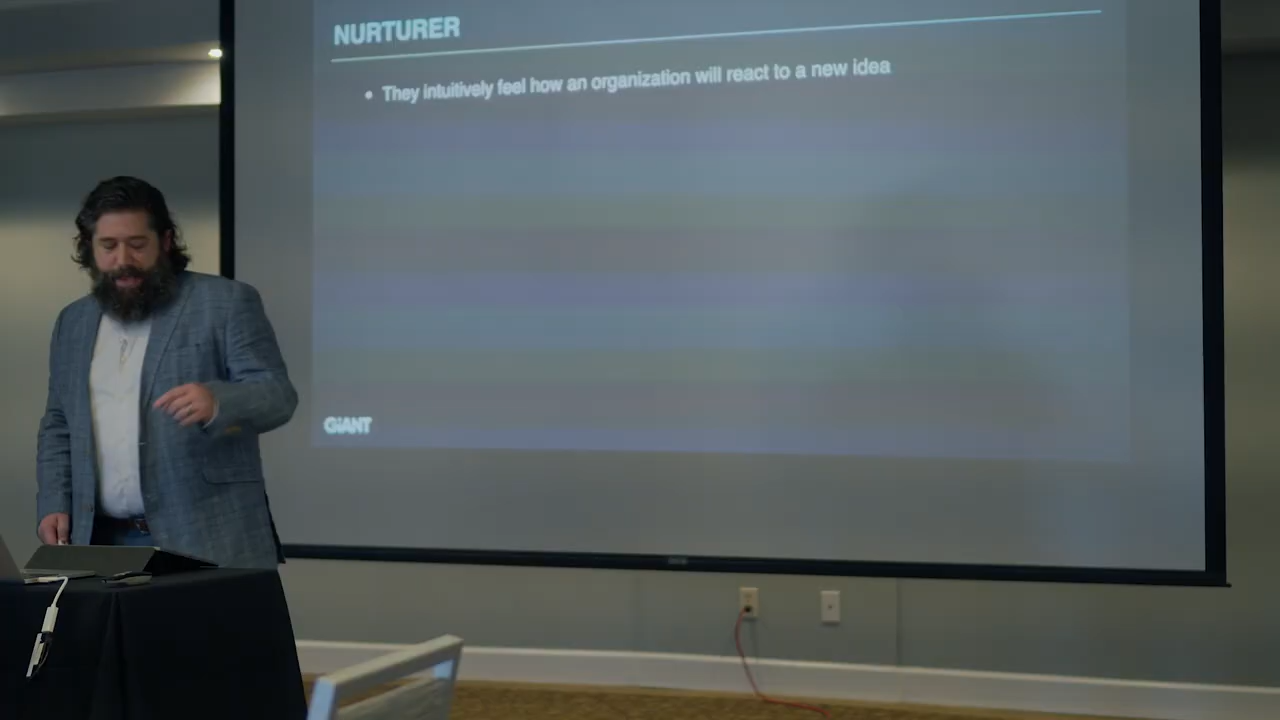 NURTURER
• They intuitively feel how an organization will react to a new idea
GiANT